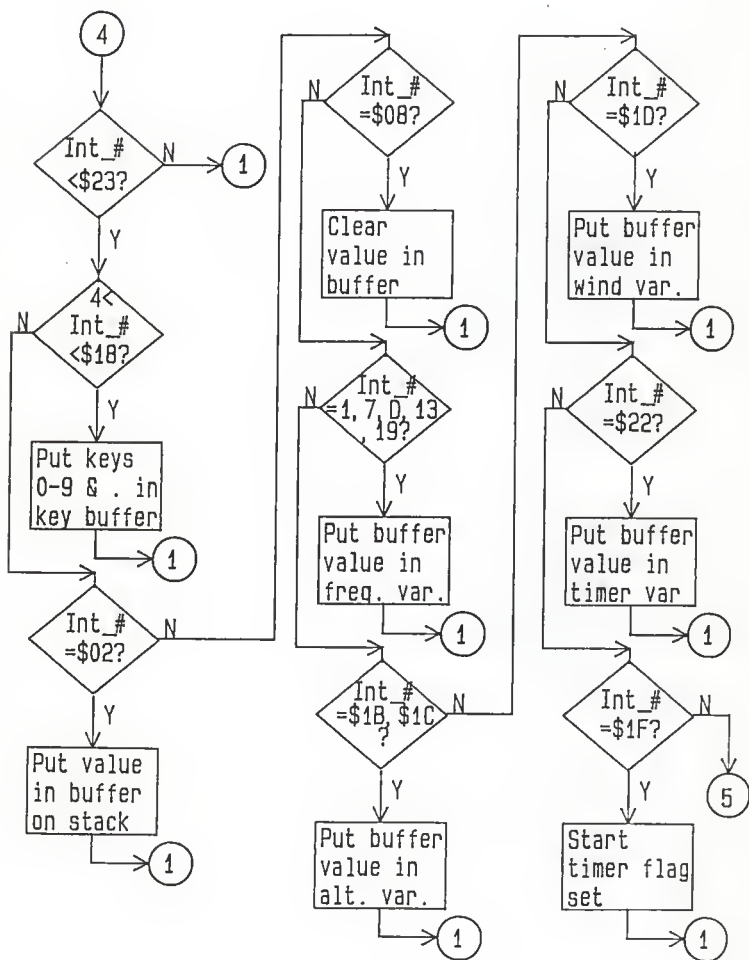 4
Int_#
<$23?
N
1
Y
4<
Int_#
<$18?
N
Y
Put keys
0-9 & . in
key buffer
1
Int_#
=$02?
N
Y
Put value
in buffer
on stack
1
Int_#
=$08?
N
Y
Clear
value in
buffer
1
Int_#
=1, 7, D, 13
, 19?
N
Y
Put buffer
value in
freq. var.
1
Int_#
=$1B, $1C
?
N
Y
Put buffer
value in
alt. var.
1
Int_#
=$1D?
N
Y
Put buffer
value in
wind var.
1
Int_#
=$22?
N
Y
Put buffer
value in
timer var
1
Int_#
=$1F?
N
5
Y
Start
timer flag
set
1